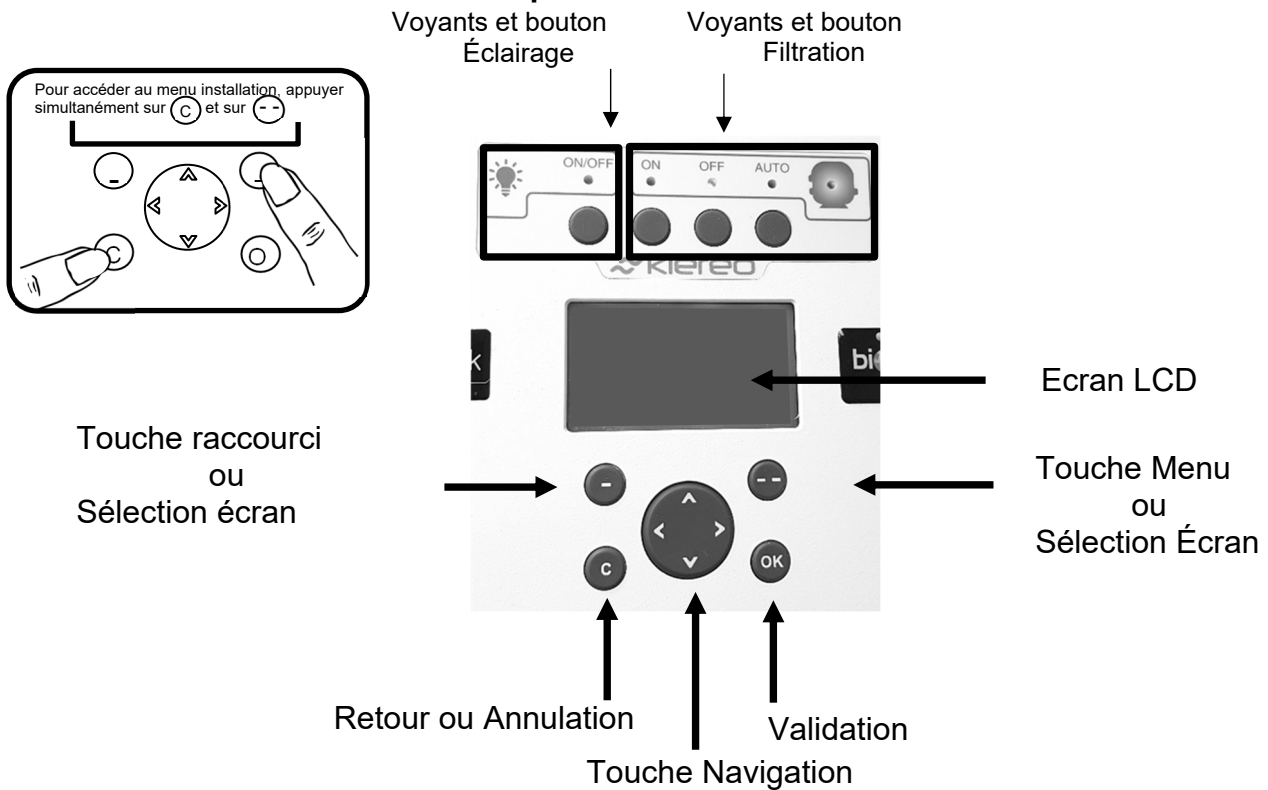 Voyants et bouton
Éclairage
Voyants et bouton
Filtration
Pour accéder au menu installation, appuyer
simultanément sur C et sur - -
-
C
O
ON/OFF
ON
OFF
AUTO
Klereo
Ecran LCD
Touche raccourci
ou
Sélection écran
Touche Menu
ou
Sélection Écran
-
- -
C
OK
Retour ou Annulation
Validation
Touche Navigation